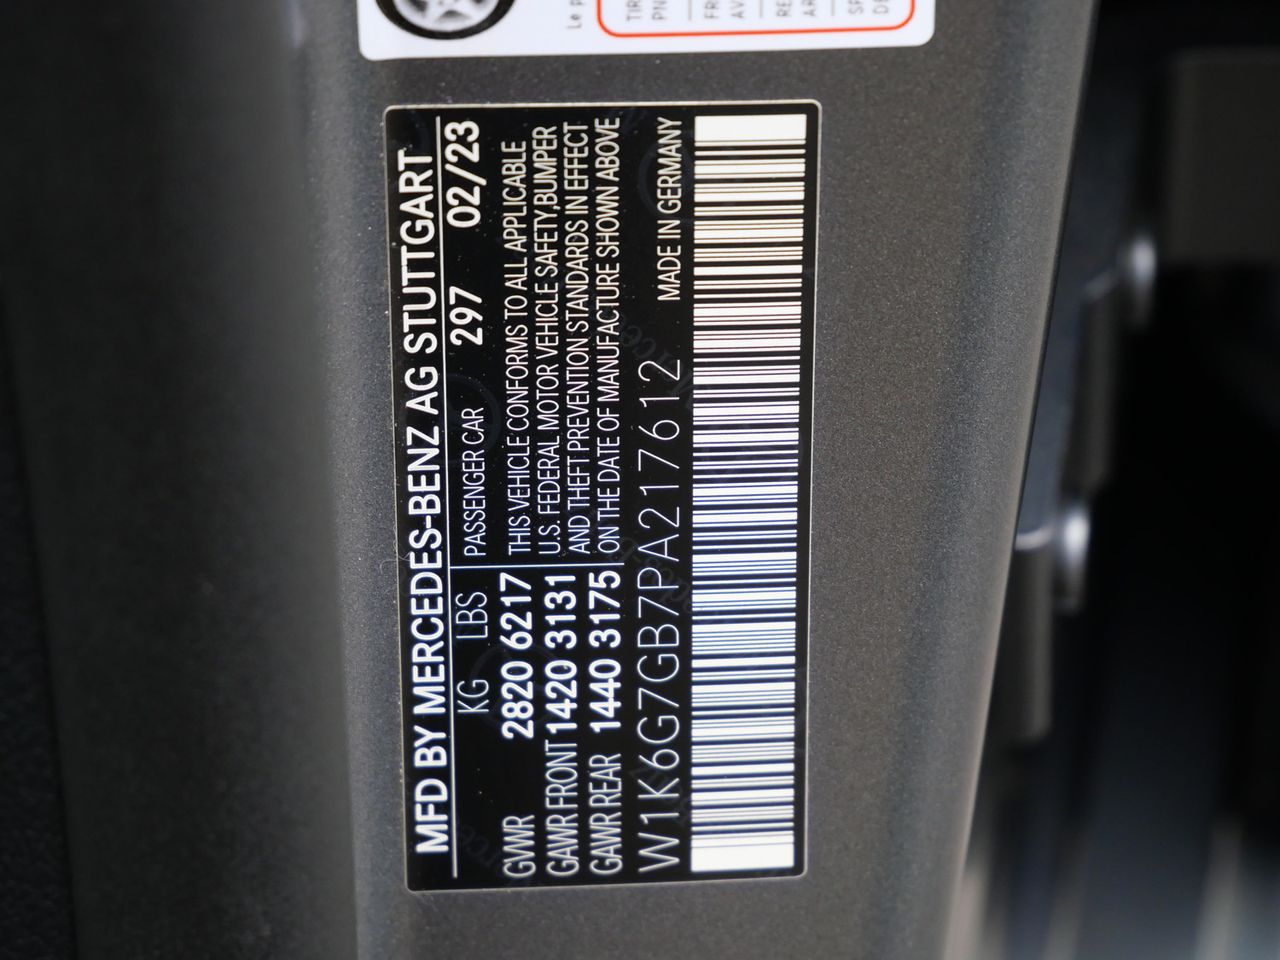 MFD BY MERCEDES-BENZ AG STUTTGART
KG LBS PASSENGER CAR 297 02/23
GVWR 2820 6217
GAWR FRONT 1420 3131
GAWR REAR 1440 3175
THIS VEHICLE CONFORMS TO ALL APPLICABLE
U.S. FEDERAL MOTOR VEHICLE SAFETY,BUMPER
AND THEFT PREVENTION STANDARDS IN EFFECT
ON THE DATE OF MANUFACTURE SHOWN ABOVE
W1K6G7GB7PA217612 MADE IN GERMANY